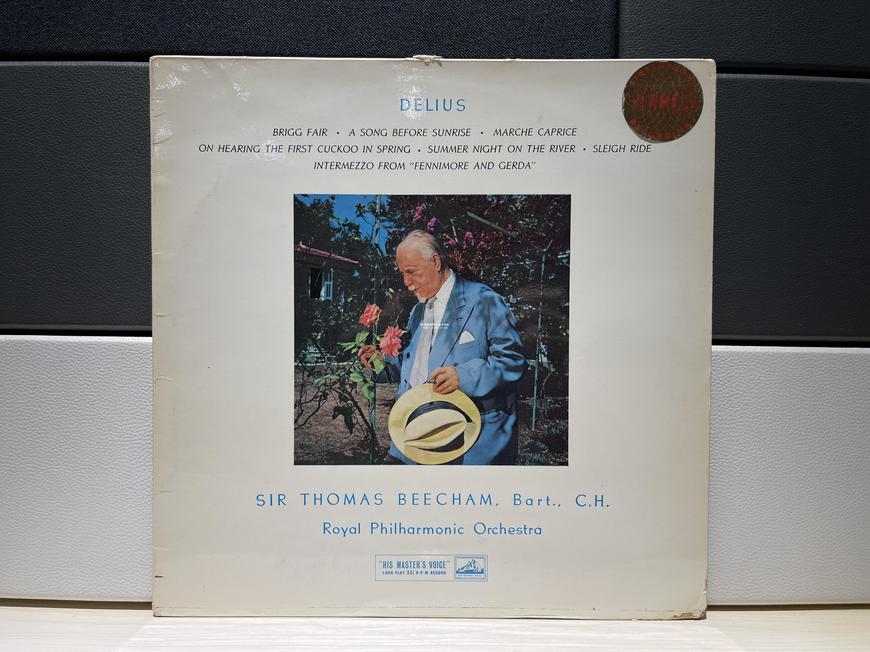 DELIUS
BRIGG FAIR • A SONG BEFORE SUNRISE • MARCHE CAPRICE
ON HEARING THE FIRST CUCKOO IN SPRING • SUMMER NIGHT ON THE RIVER • SLEIGH RIDE
INTERMEZZO FROM "FENNIMORE AND GERDA"
SIR THOMAS BEECHAM, Bart., C.H.
Royal Philharmonic Orchestra
"HIS MASTER'S VOICE"
LONG PLAY 33⅓ R·P·M RECORD